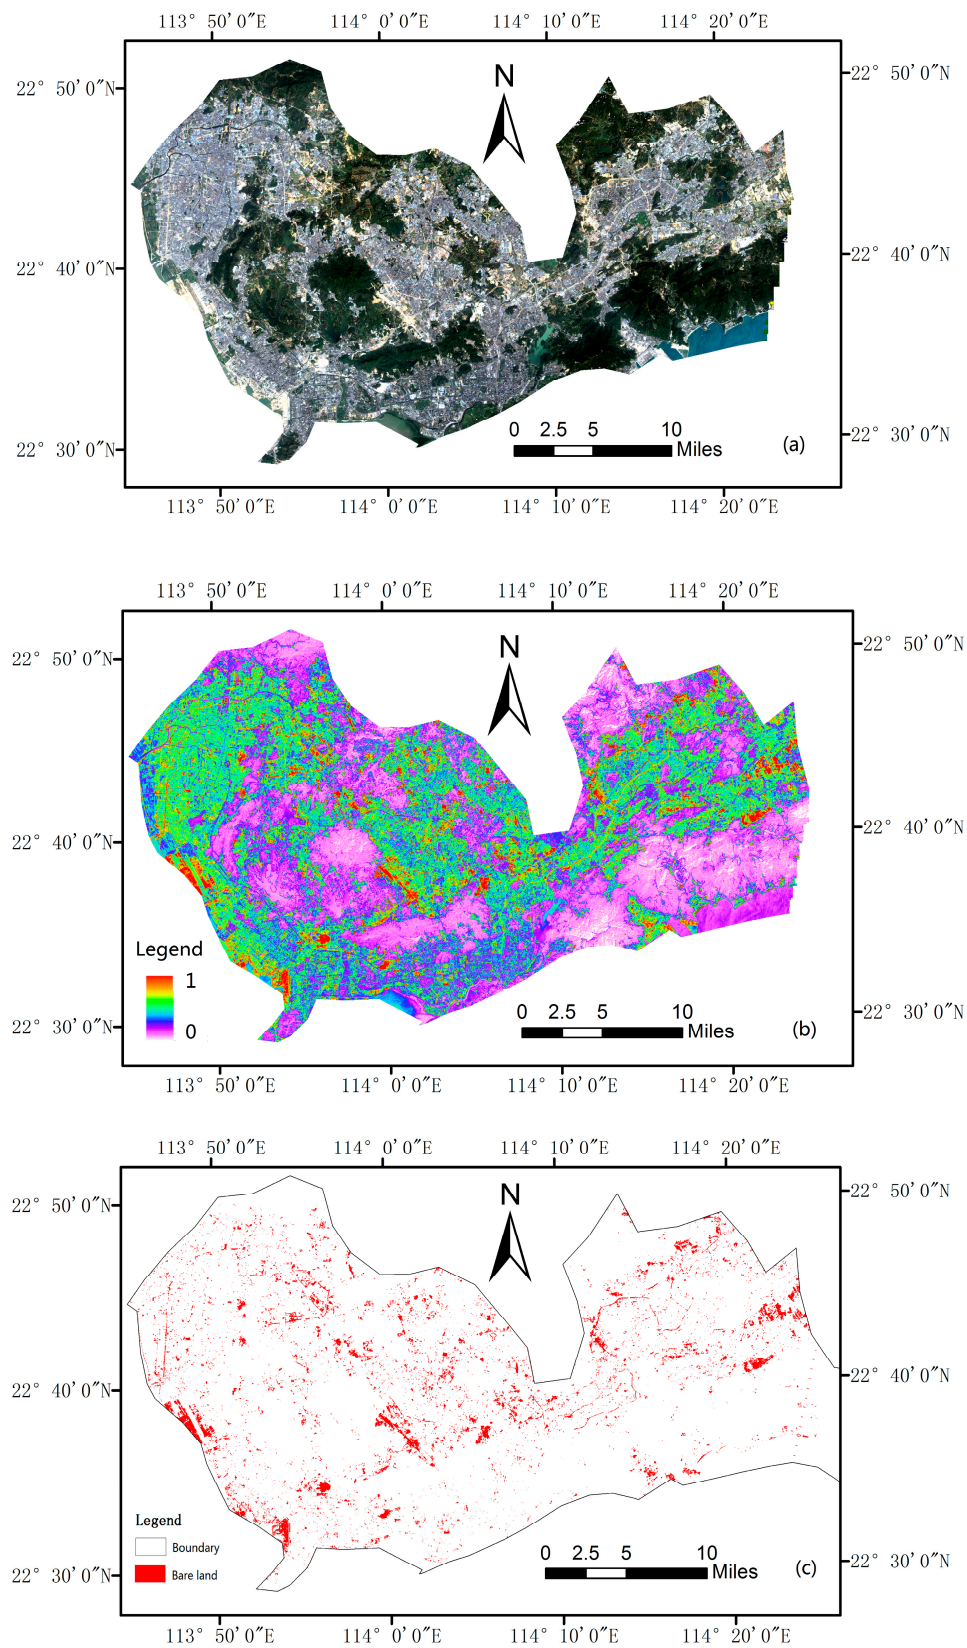 113° 50′ 0″E 114° 0′ 0″E 114° 10′ 0″E 114° 20′ 0″E
22° 50′ 0″N 22° 50′ 0″N
N
22° 40′ 0″N 22° 40′ 0″N
22° 30′ 0″N 22° 30′ 0″N
0 2.5 5 10
Miles
(a)
113° 50′ 0″E 114° 0′ 0″E 114° 10′ 0″E 114° 20′ 0″E
113° 50′ 0″E 114° 0′ 0″E 114° 10′ 0″E 114° 20′ 0″E
22° 50′ 0″N 22° 50′ 0″N
N
22° 40′ 0″N 22° 40′ 0″N
Legend
1
0
22° 30′ 0″N 22° 30′ 0″N
0 2.5 5 10
Miles
(b)
113° 50′ 0″E 114° 0′ 0″E 114° 10′ 0″E 114° 20′ 0″E
113° 50′ 0″E 114° 0′ 0″E 114° 10′ 0″E 114° 20′ 0″E
22° 50′ 0″N 22° 50′ 0″N
N
22° 40′ 0″N 22° 40′ 0″N
Legend
Boundary
Bare land
22° 30′ 0″N 22° 30′ 0″N
0 2.5 5 10
Miles
(c)
113° 50′ 0″E 114° 0′ 0″E 114° 10′ 0″E 114° 20′ 0″E